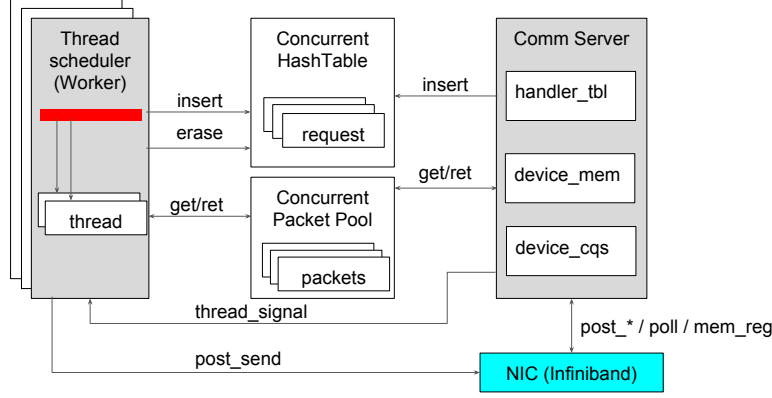 Thread
scheduler
(Worker)
thread
insert
erase
get/ret
Concurrent
HashTable
request
Concurrent
Packet Pool
packets
insert
get/ret
Comm Server
handler_tbl
device_mem
device_cqs
thread_signal
post_send
post_* / poll / mem_reg
NIC (Infiniband)